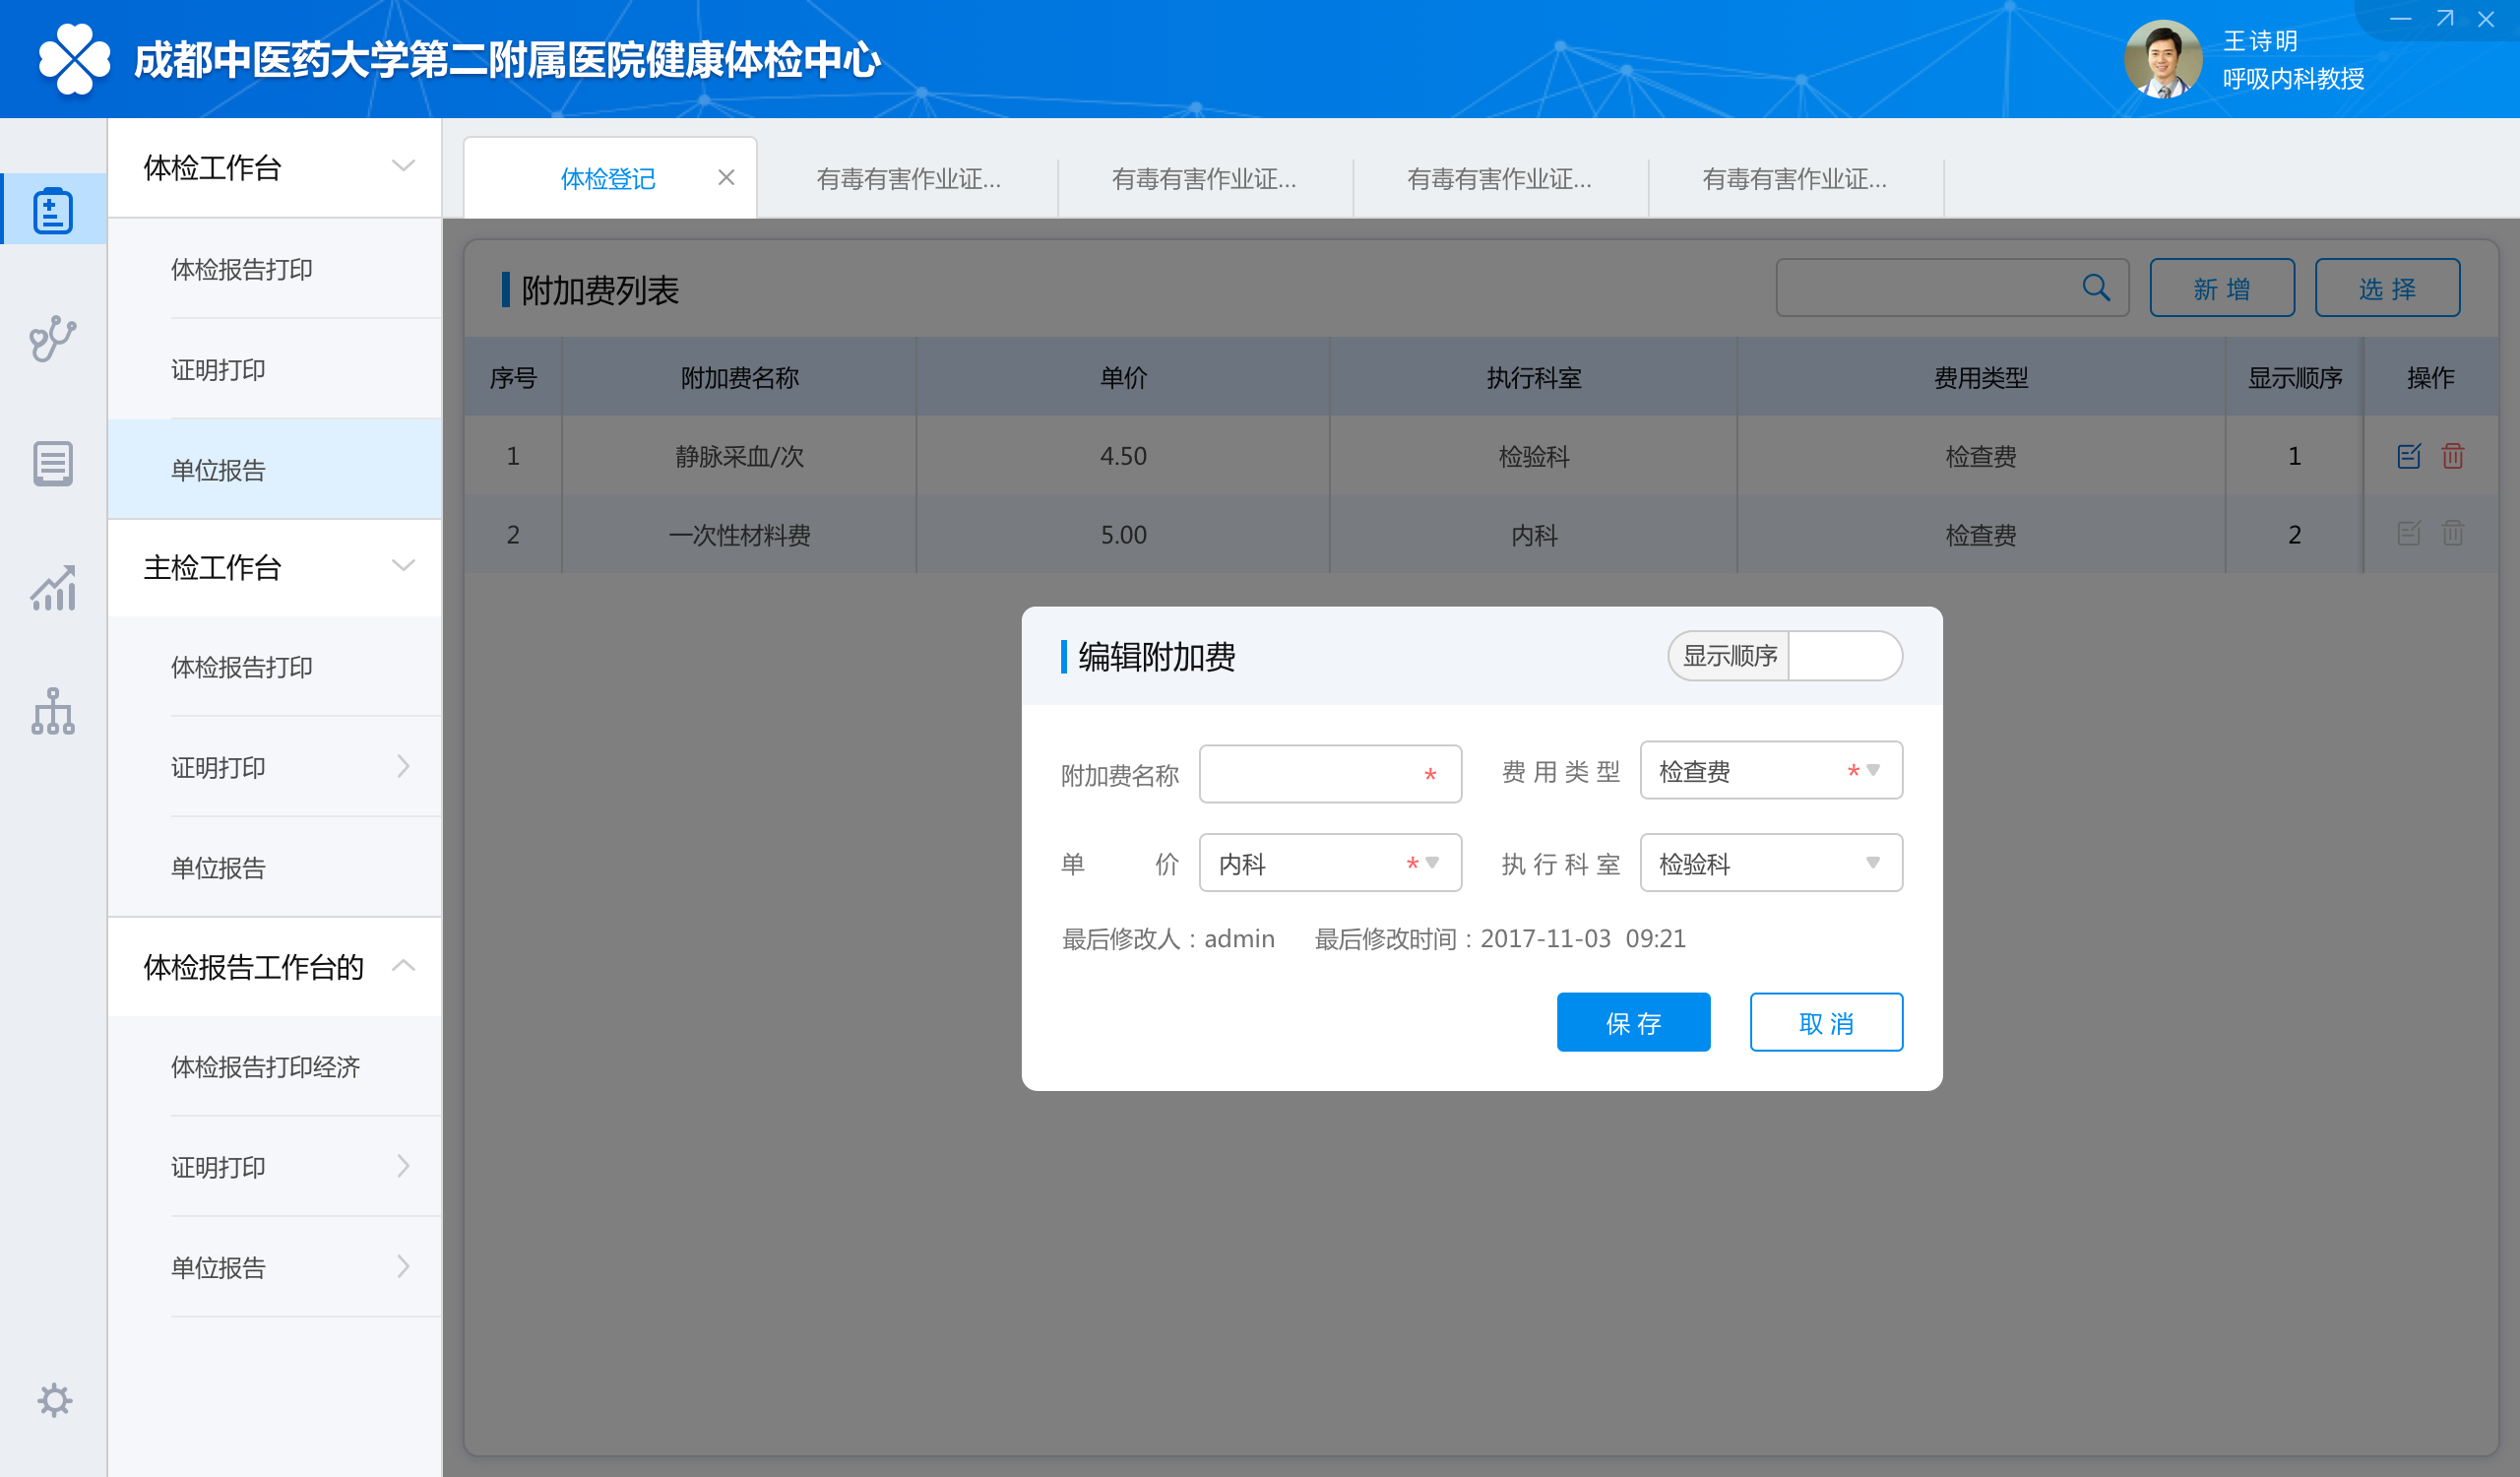 成都中医药大学第二附属医院健康体检中心
王诗明
呼吸内科教授
体检工作台
体检报告打印
证明打印
单位报告
主检工作台
体检报告打印
证明打印
单位报告
体检报告工作台的
体检报告打印经济
证明打印
单位报告
体检登记 有毒有害作业证... 有毒有害作业证... 有毒有害作业证... 有毒有害作业证...
附加费列表 新 增 选 择
序号 附加费名称 单价 执行科室 费用类型 显示顺序 操作
1 静脉采血/次 4.50 检验科 检查费 1
2 一次性材料费 5.00 内科 检查费 2
编辑附加费 显示顺序
附加费名称 * 费用类型 检查费 *
单价 内科 * 执行科室 检验科
最后修改人：admin 最后修改时间：2017-11-03 09:21
保 存 取 消